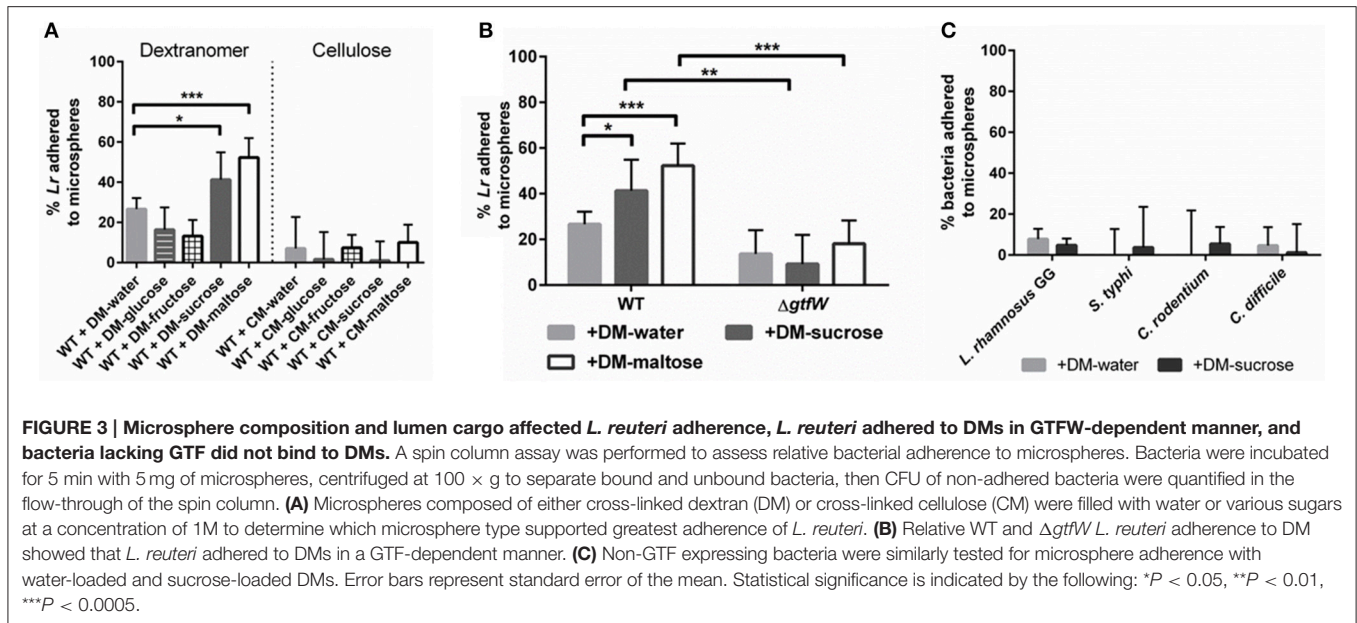 A
Dextranomer Cellulose
% Lr adhered
to microspheres
100
80
60
40
20
0
***
*
WT + DM-water
WT + DM-glucose
WT + DM-fructose
WT + DM-sucrose
WT + DM-maltose
WT + CM-water
WT + CM-glucose
WT + CM-fructose
WT + CM-sucrose
WT + CM-maltose
B
% Lr adhered
to microspheres
100
80
60
40
20
0
***
**
***
*
WT ΔgtfW
+DM-water +DM-sucrose
+DM-maltose
C
% bacteria adhered
to microspheres
100
80
60
40
20
0
L. rhamnosus GG
S. typhi
C. rodentium
C. difficile
+DM-water +DM-sucrose
FIGURE 3 | Microsphere composition and lumen cargo affected L. reuteri adherence, L. reuteri adhered to DMs in GTFW-dependent manner, and
bacteria lacking GTF did not bind to DMs. A spin column assay was performed to assess relative bacterial adherence to microspheres. Bacteria were incubated
for 5 min with 5 mg of microspheres, centrifuged at 100 × g to separate bound and unbound bacteria, then CFU of non-adhered bacteria were quantified in the
flow-through of the spin column. (A) Microspheres composed of either cross-linked dextran (DM) or cross-linked cellulose (CM) were filled with water or various sugars
at a concentration of 1M to determine which microsphere type supported greatest adherence of L. reuteri. (B) Relative WT and ΔgtfW L. reuteri adherence to DM
showed that L. reuteri adhered to DMs in a GTF-dependent manner. (C) Non-GTF expressing bacteria were similarly tested for microsphere adherence with
water-loaded and sucrose-loaded DMs. Error bars represent standard error of the mean. Statistical significance is indicated by the following: *P < 0.05, **P < 0.01,
***P < 0.0005.